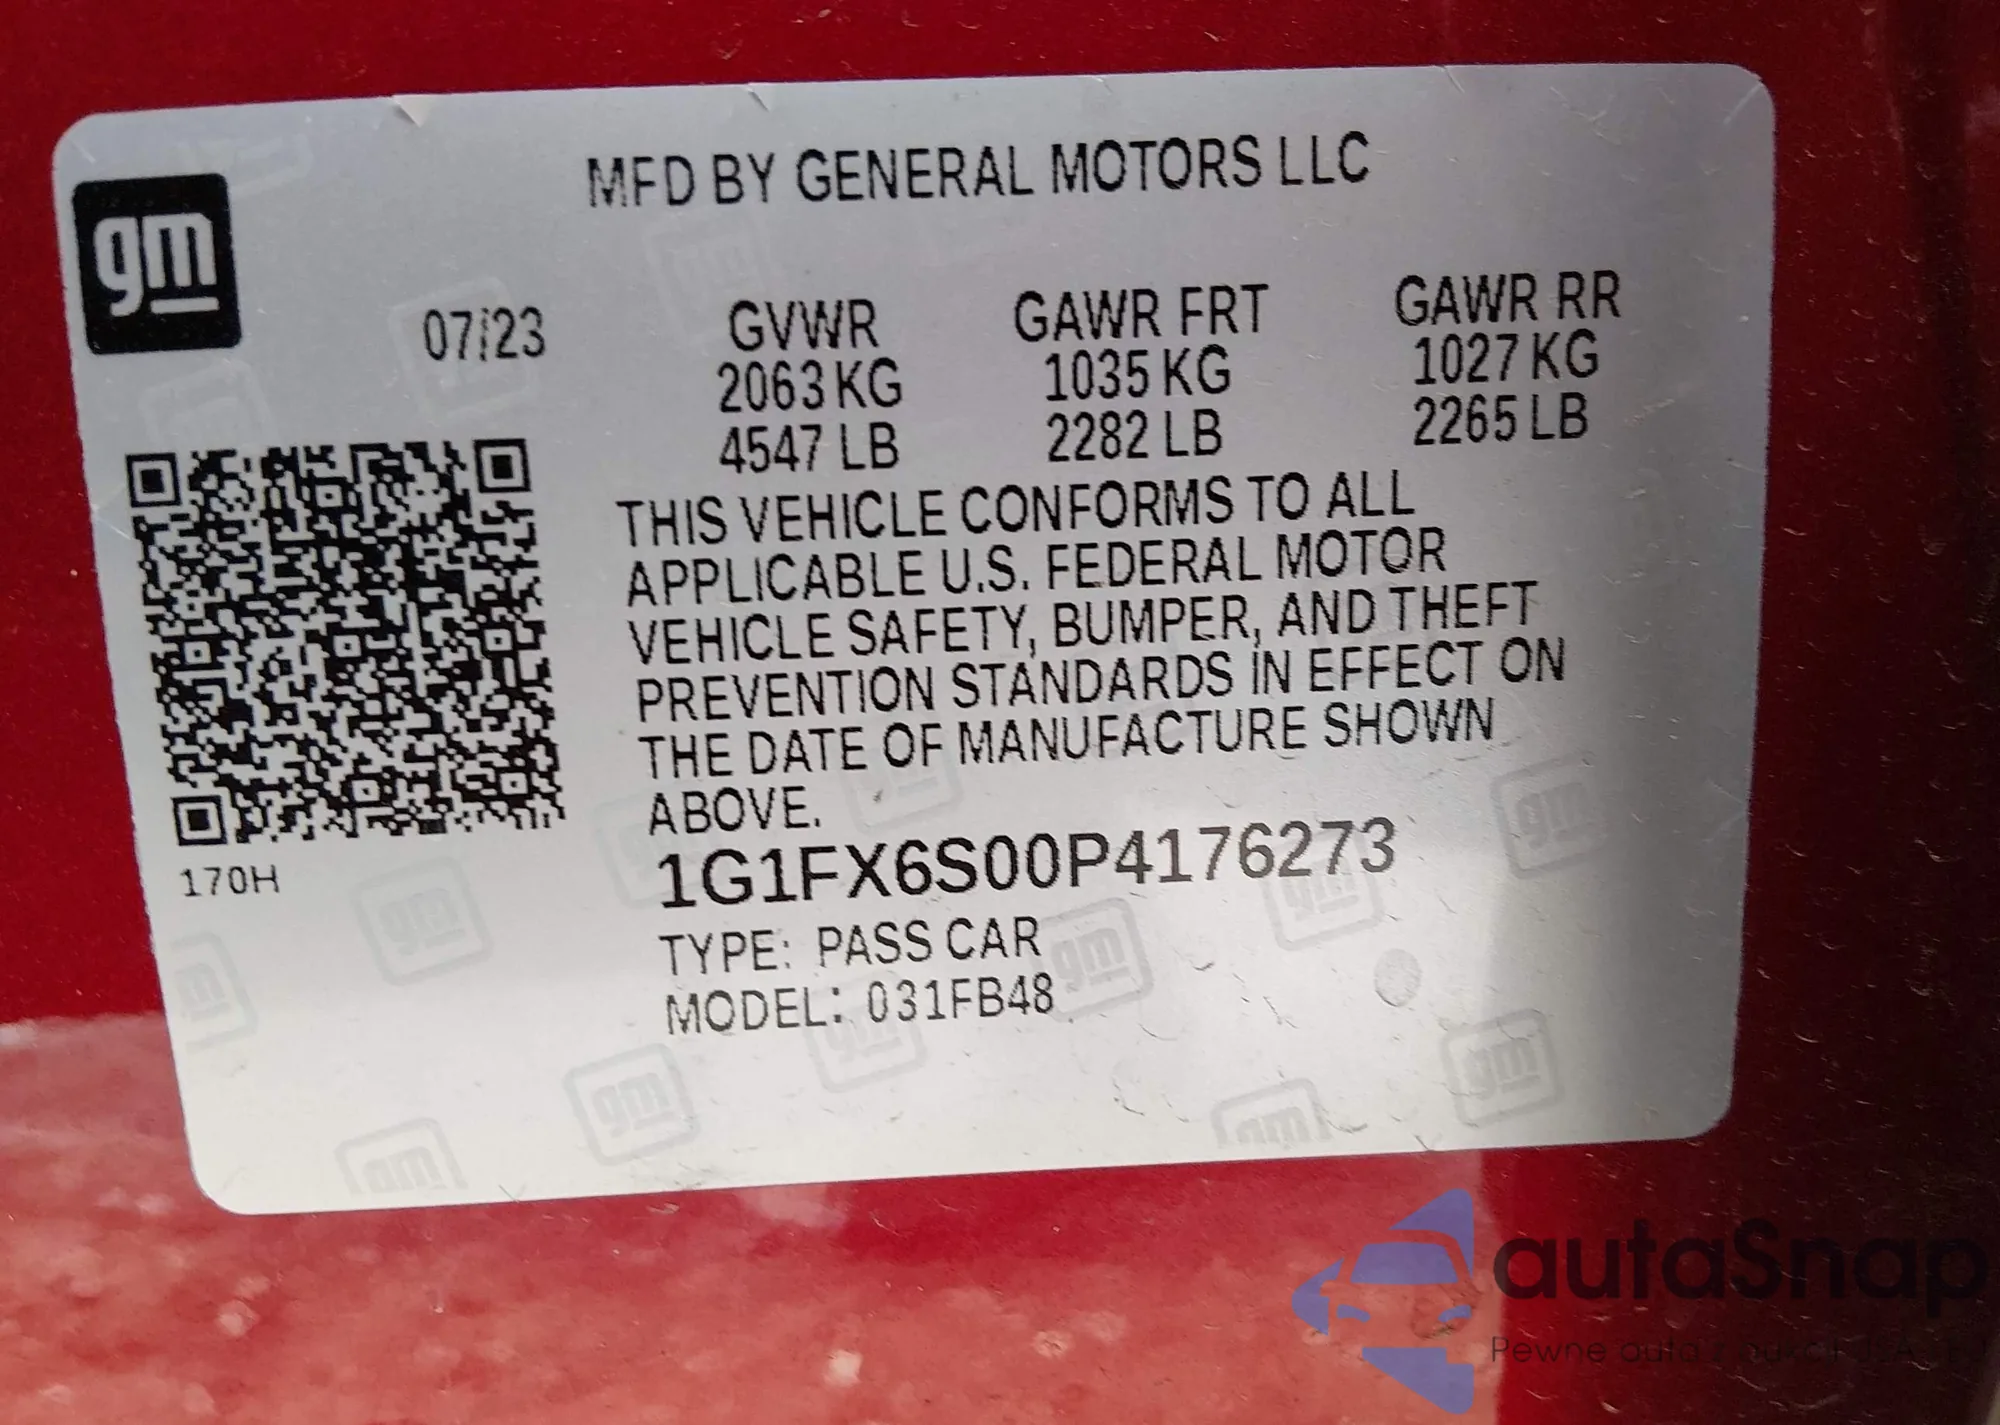 MFD BY GENERAL MOTORS LLC
gm
07/23
GVWR GAWR FRT GAWR RR
2063 KG 1035 KG 1027 KG
4547 LB 2282 LB 2265 LB
THIS VEHICLE CONFORMS TO ALL
APPLICABLE U.S. FEDERAL MOTOR
VEHICLE SAFETY, BUMPER, AND THEFT
PREVENTION STANDARDS IN EFFECT ON
THE DATE OF MANUFACTURE SHOWN
ABOVE.
170H
1G1FX6S00P4176273
TYPE: PASS CAR
MODEL: 031FB48
autaSnap
Pewne auta z aukcji